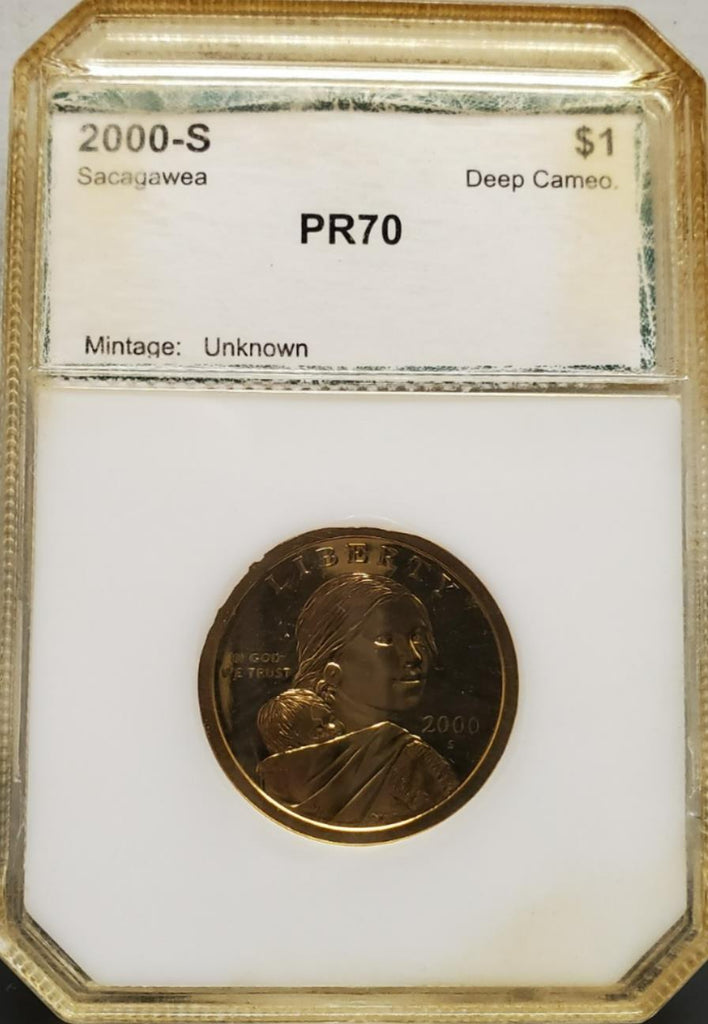 2000-S $1
Sacagawea Deep Cameo.
PR70
Mintage: Unknown
LIBERTY
IN GOD
WE TRUST
2000
S